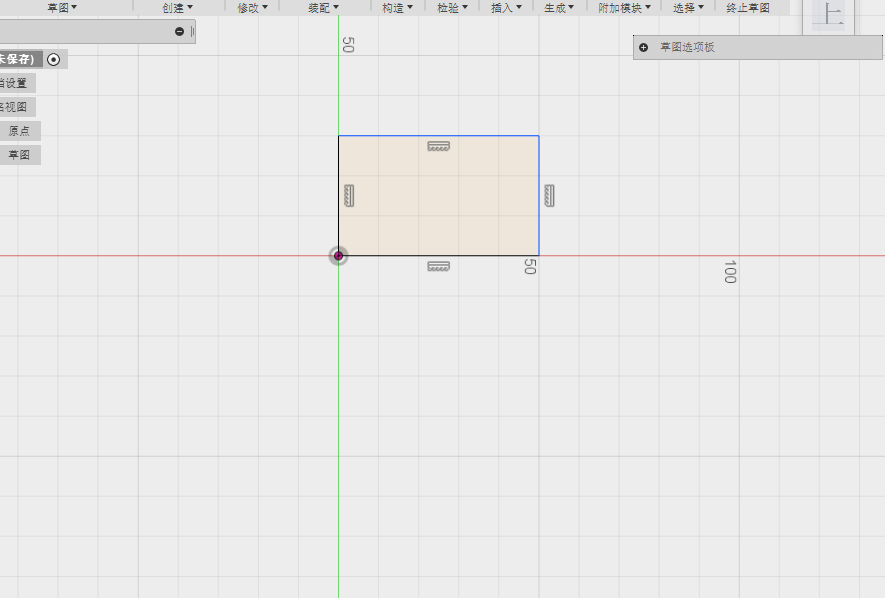 草图 创建 修改 装配 构造 检验 插入 生成 附加模块 选择 终止草图
上
草图选项板
未保存)
档设置
名视图
原点
草图
50
50
100